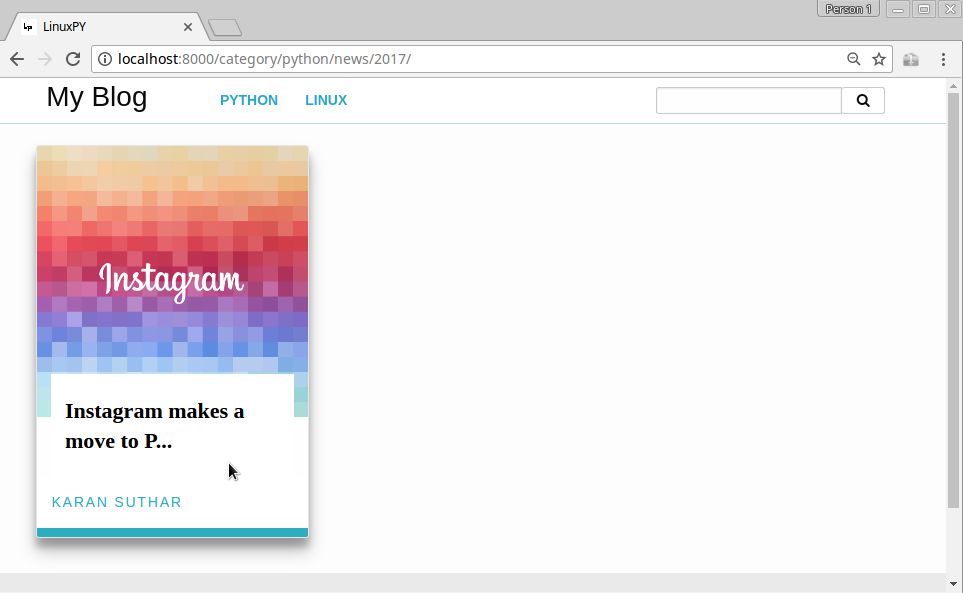 Person 1
LinuxPY
localhost:8000/category/python/news/2017/
My Blog PYTHON LINUX
Instagram
Instagram makes a
move to P...
KARAN SUTHAR